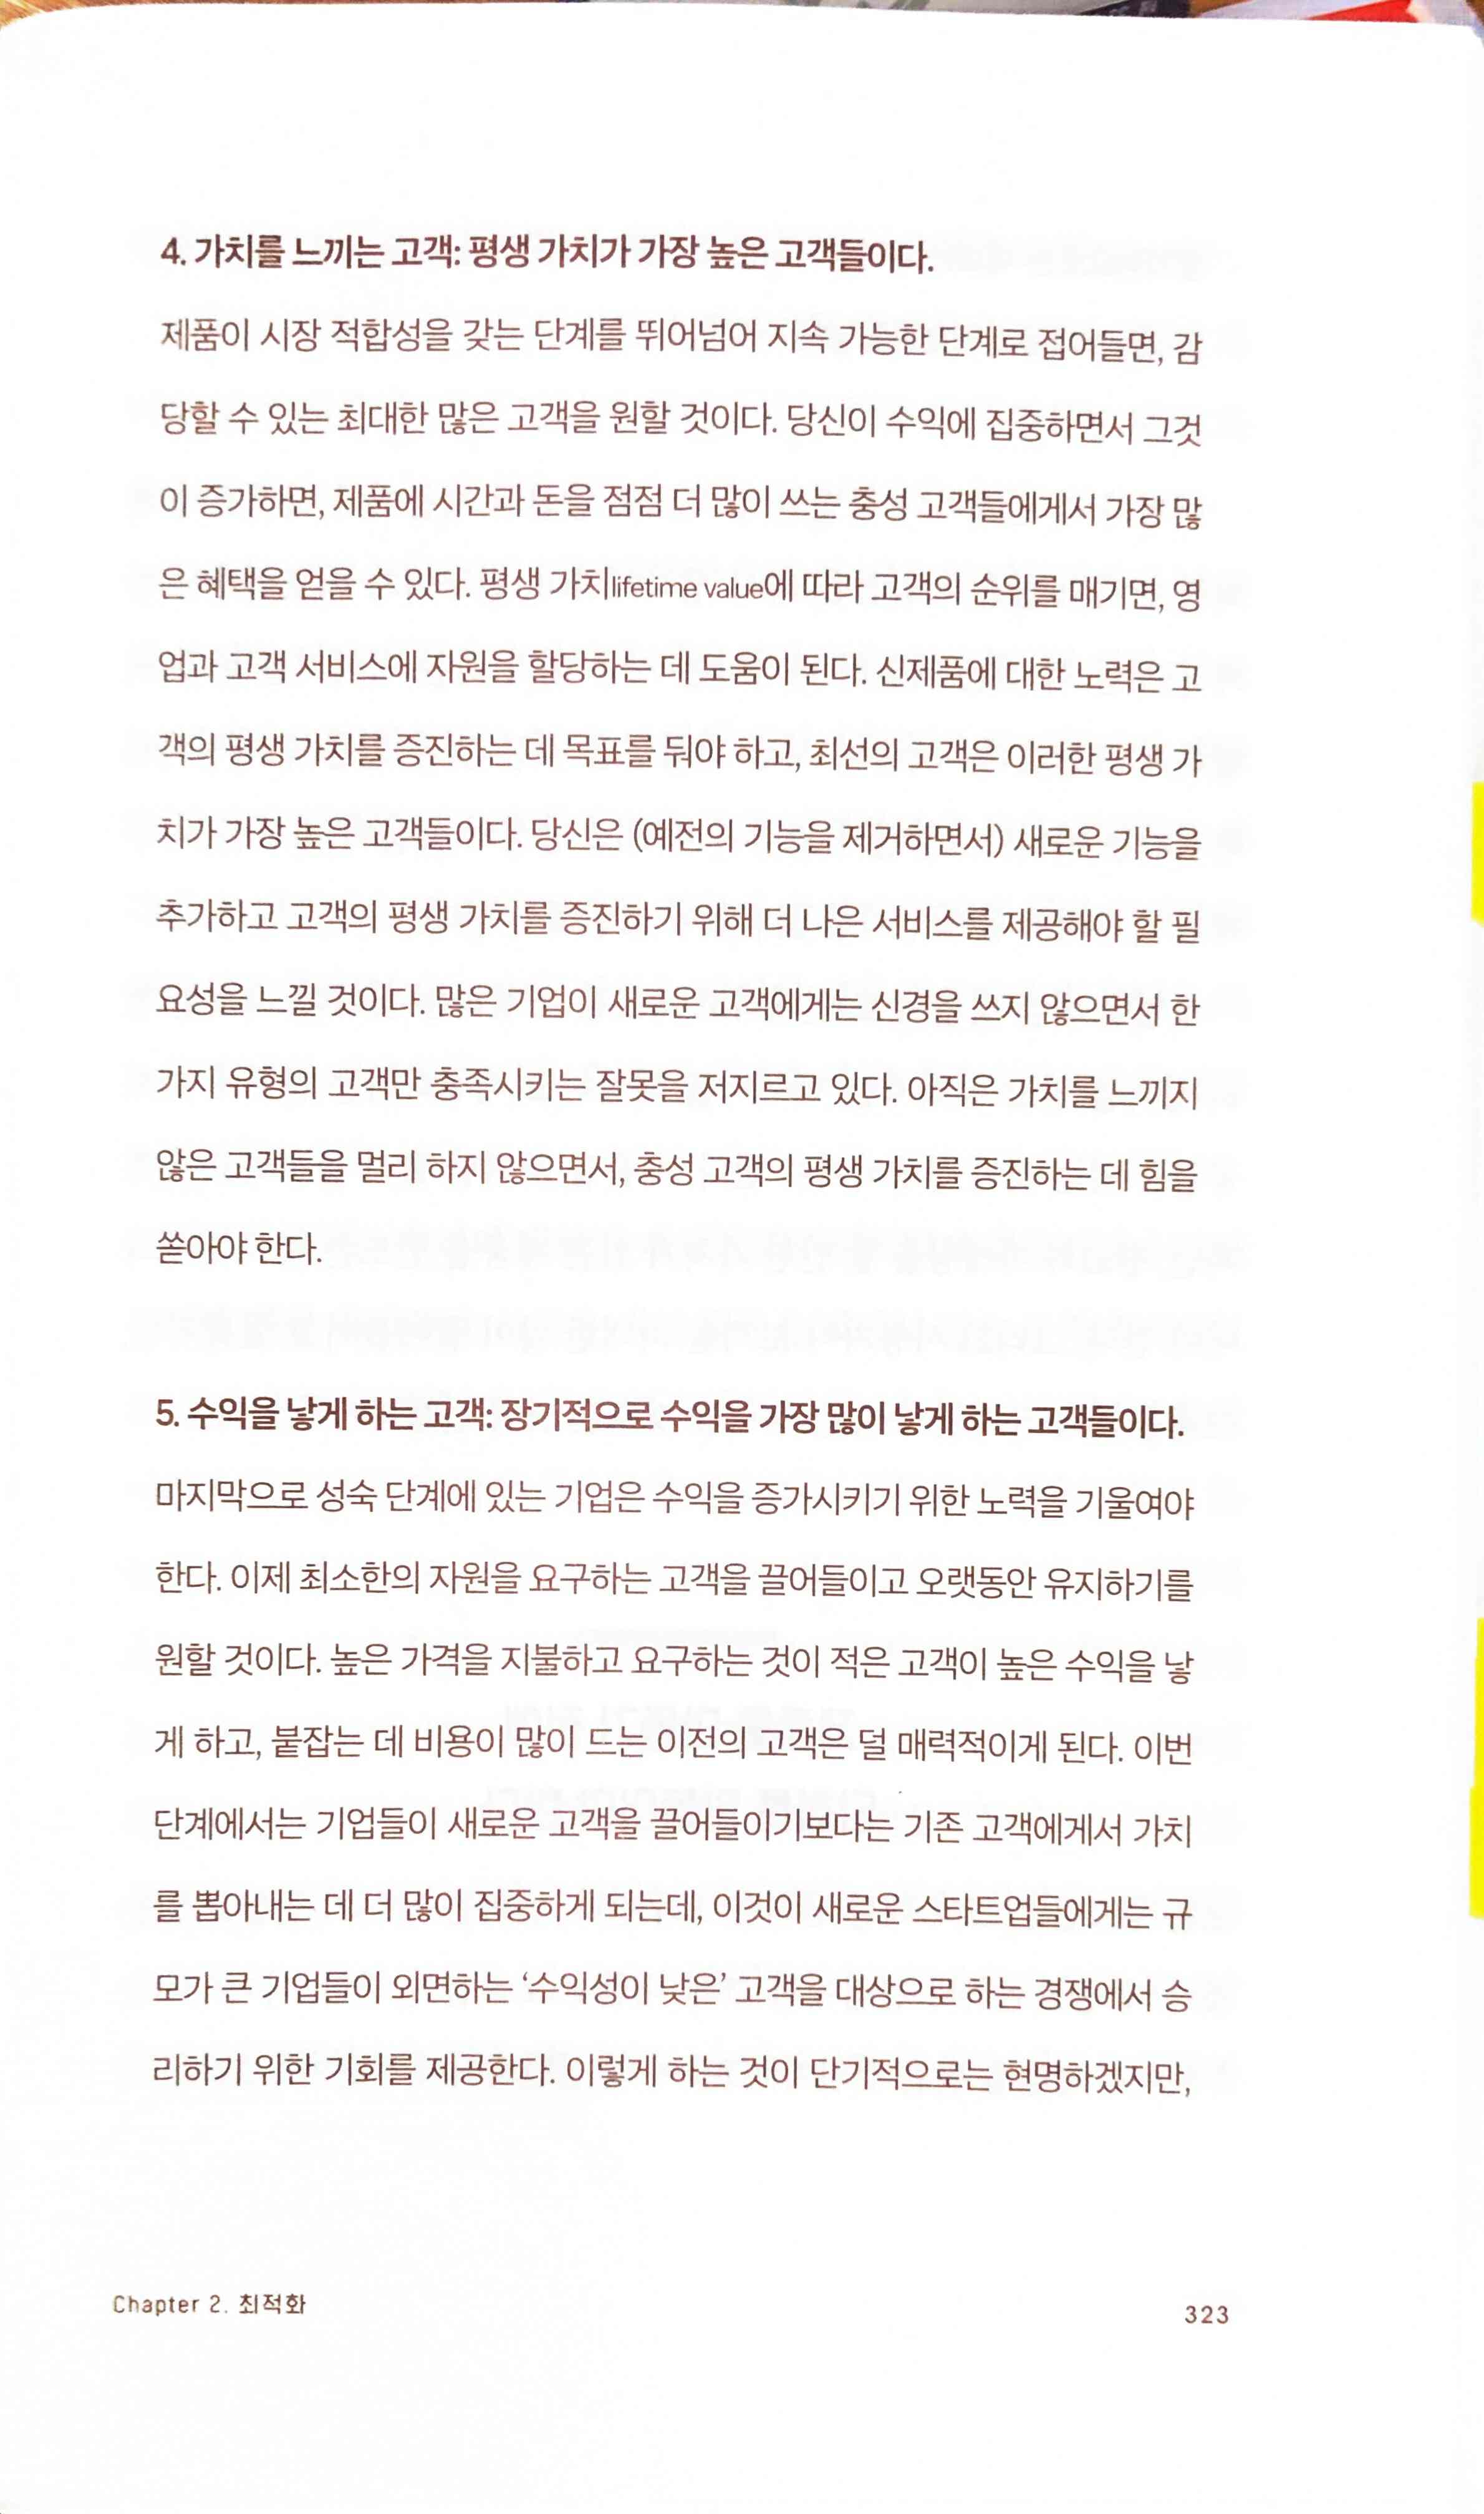 4. 가치를 느끼는 고객: 평생 가치가 가장 높은 고객들이다.
제품이 시장 적합성을 갖는 단계를 뛰어넘어 지속 가능한 단계로 접어들면, 감
당할 수 있는 최대한 많은 고객을 원할 것이다. 당신이 수익에 집중하면서 그것
이 증가하면, 제품에 시간과 돈을 점점 더 많이 쓰는 충성 고객들에게서 가장 많
은 혜택을 얻을 수 있다. 평생 가치lifetime value에 따라 고객의 순위를 매기면, 영
업과 고객 서비스에 자원을 할당하는 데 도움이 된다. 신제품에 대한 노력은 고
객의 평생 가치를 증진하는 데 목표를 둬야 하고, 최선의 고객은 이러한 평생 가
치가 가장 높은 고객들이다. 당신은 (예전의 기능을 제거하면서) 새로운 기능을
추가하고 고객의 평생 가치를 증진하기 위해 더 나은 서비스를 제공해야 할 필
요성을 느낄 것이다. 많은 기업이 새로운 고객에게는 신경을 쓰지 않으면서 한
가지 유형의 고객만 충족시키는 잘못을 저지르고 있다. 아직은 가치를 느끼지
않은 고객들을 멀리 하지 않으면서, 충성 고객의 평생 가치를 증진하는 데 힘을
쏟아야 한다.
5. 수익을 낳게 하는 고객: 장기적으로 수익을 가장 많이 낳게 하는 고객들이다.
마지막으로 성숙 단계에 있는 기업은 수익을 증가시키기 위한 노력을 기울여야
한다. 이제 최소한의 자원을 요구하는 고객을 끌어들이고 오랫동안 유지하기를
원할 것이다. 높은 가격을 지불하고 요구하는 것이 적은 고객이 높은 수익을 낳
게 하고, 붙잡는 데 비용이 많이 드는 이전의 고객은 덜 매력적이게 된다. 이번
단계에서는 기업들이 새로운 고객을 끌어들이기보다는 기존 고객에게서 가치
를 뽑아내는 데 더 많이 집중하게 되는데, 이것이 새로운 스타트업들에게는 규
모가 큰 기업들이 외면하는 ‘수익성이 낮은’ 고객을 대상으로 하는 경쟁에서 승
리하기 위한 기회를 제공한다. 이렇게 하는 것이 단기적으로는 현명하겠지만,
Chapter 2. 최적화
323